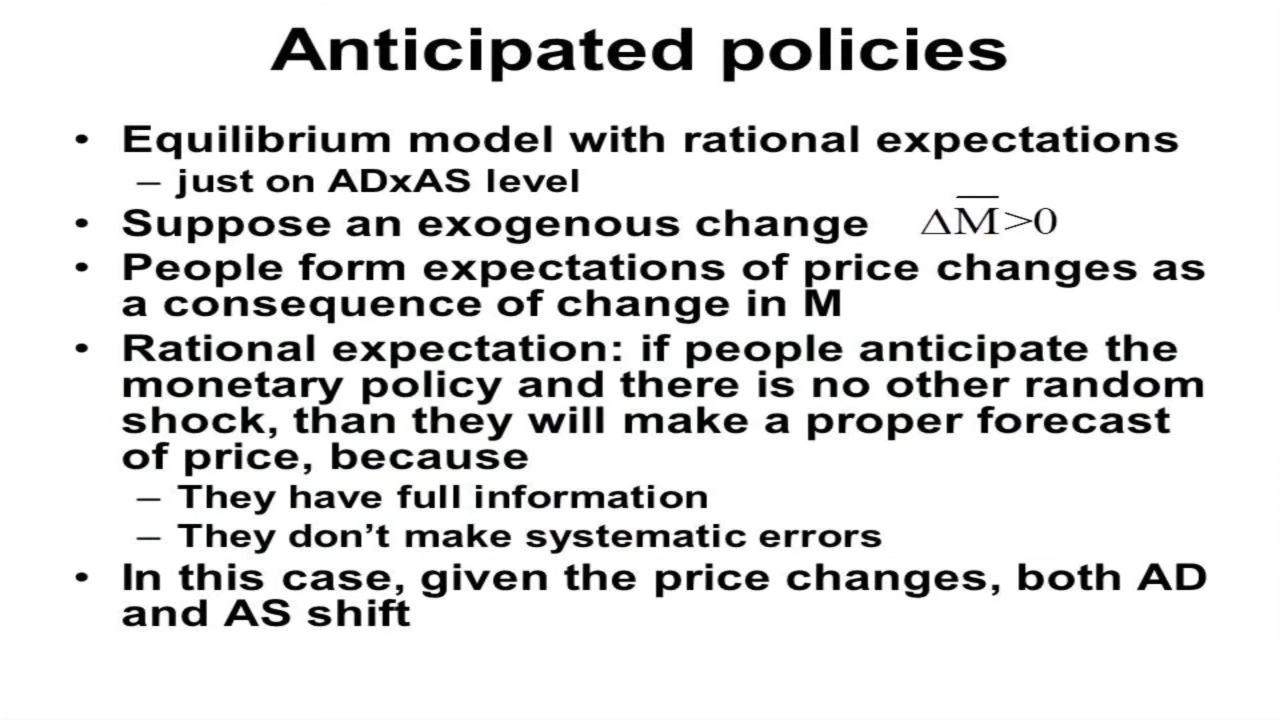 Anticipated policies
• Equilibrium model with rational expectations
– just on ADxAS level
• Suppose an exogenous change ΔM̅>0
• People form expectations of price changes as
a consequence of change in M
• Rational expectation: if people anticipate the
monetary policy and there is no other random
shock, than they will make a proper forecast
of price, because
– They have full information
– They don't make systematic errors
• In this case, given the price changes, both AD
and AS shift